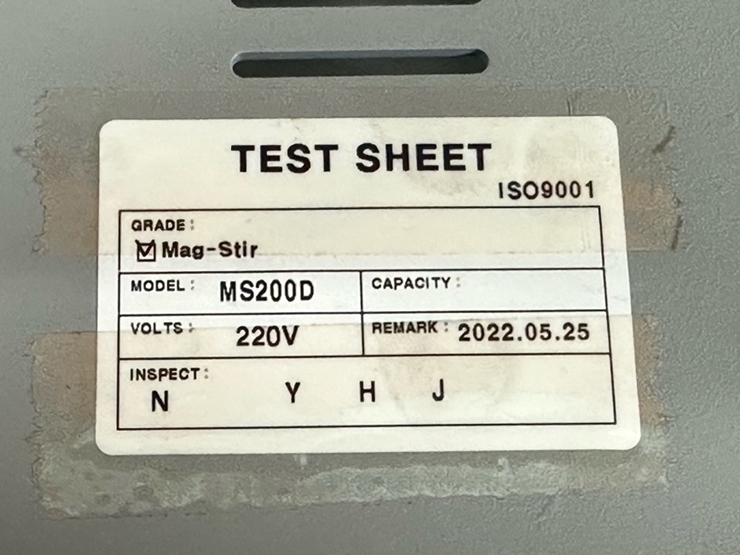 TEST SHEET
ISO9001
GRADE:
Mag-Stir
MODEL: MS200D CAPACITY:
VOLTS: 220V REMARK: 2022.05.25
INSPECT:
N Y H J